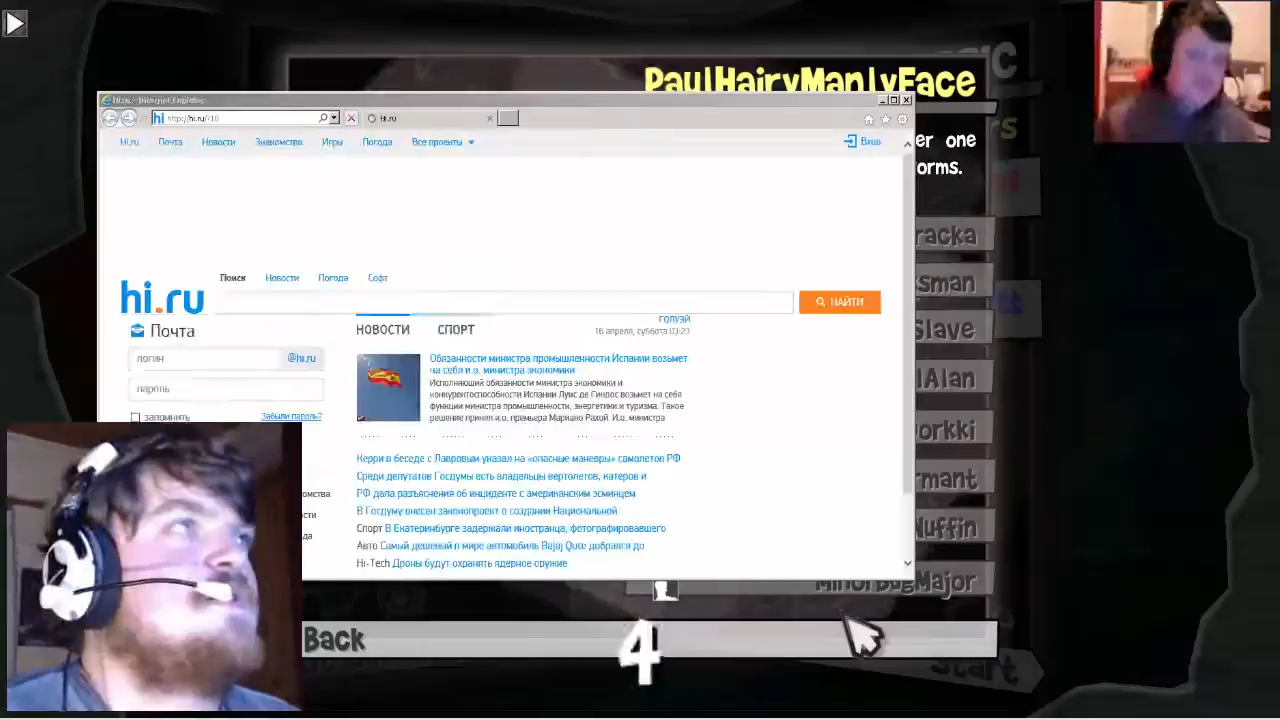 PaulHairyManlyFace
hi http://hi.ru/?10
Hi.ru
Hi.ru Почта Новости Знакомства Игры Погода Все проекты
Вход
er one
orms.
Поиск Новости Погода Софт
hi.ru
НАЙТИ
Почта
логин @hi.ru
пароль
запомнить Забыли пароль?
НОВОСТИ СПОРТ
16 апреля, суббота
Обязанности министра промышленности Испании возьмет
на себя и.о. министра экономики
Исполняющий обязанности министра экономики и
конкурентоспособности Испании Луис де Гиндос возьмет на себя
функции министра промышленности, энергетики и туризма. Такое
решение принял и.о. премьера Мариано Рахой. И.о. министра
Керри в беседе с Лавровым указал на «опасные маневры» самолетов РФ
Среди депутатов Госдумы есть владельцы вертолетов, катеров и
РФ дала разъяснения об инциденте с американским эсминцем
В Госдуму внесен законопроект о создании Национальной
Спорт В Екатеринбурге задержали иностранца, фотографировавшего
Авто Самый дешевый в мире автомобиль Bajaj Qute добрался до
Hi-Tech Дроны будут охранять ядерное оружие
омства
ости
да
racka
ksman
Slave
lAlan
orkki
rmant
Nuffin
MinorBugMajor
Back
4
Start